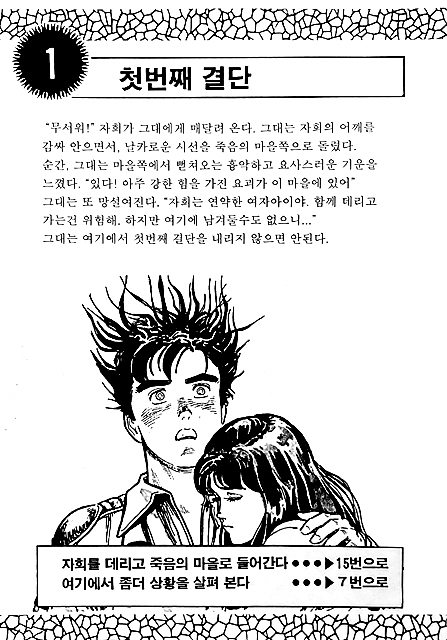 1
첫번째 결단
"무서워!" 자회가 그대에게 매달려 온다. 그대는 자회의 어깨를
감싸 안으면서, 날카로운 시선을 죽음의 마을쪽으로 돌렸다.
순간, 그대는 마을쪽에서 뻗쳐오는 흉악하고 요사스러운 기운을
느꼈다. "있다! 아주 강한 힘을 가진 요괴가 이 마을에 있어"
그대는 또 망설여진다. "자회는 연약한 여자아이야. 함께 데리고
가는건 위험해. 하지만 여기에 남겨둘수도 없으니..."
그대는 여기에서 첫번째 결단을 내리지 않으면 안된다.
자회를 데리고 죽음의 마을로 들어간다 ●●●▶15번으로
여기에서 좀더 상황을 살펴 본다 ●●●▶7번으로